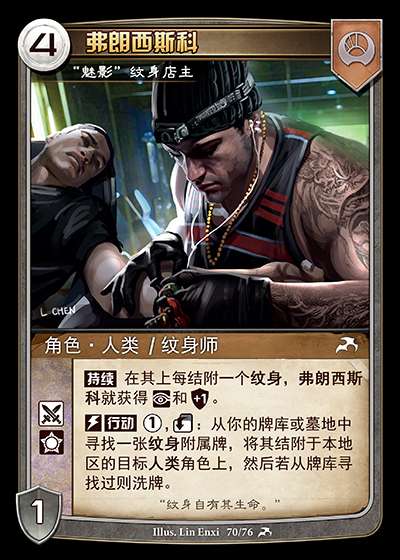 4
弗朗西斯科
“魅影” 纹身店主
L CHEN
角色 · 人类 / 纹身师
持续 在其上每结附一个纹身，弗朗西斯
科就获得 和 +1 。
行动 ①， ：从你的牌库或墓地中
寻找一张纹身附属牌，将其结附于本地
区的目标人类角色上，然后若从牌库寻
找过则洗牌。
“纹身自有其生命。”
1
Illus. Lin Enxi 70/76